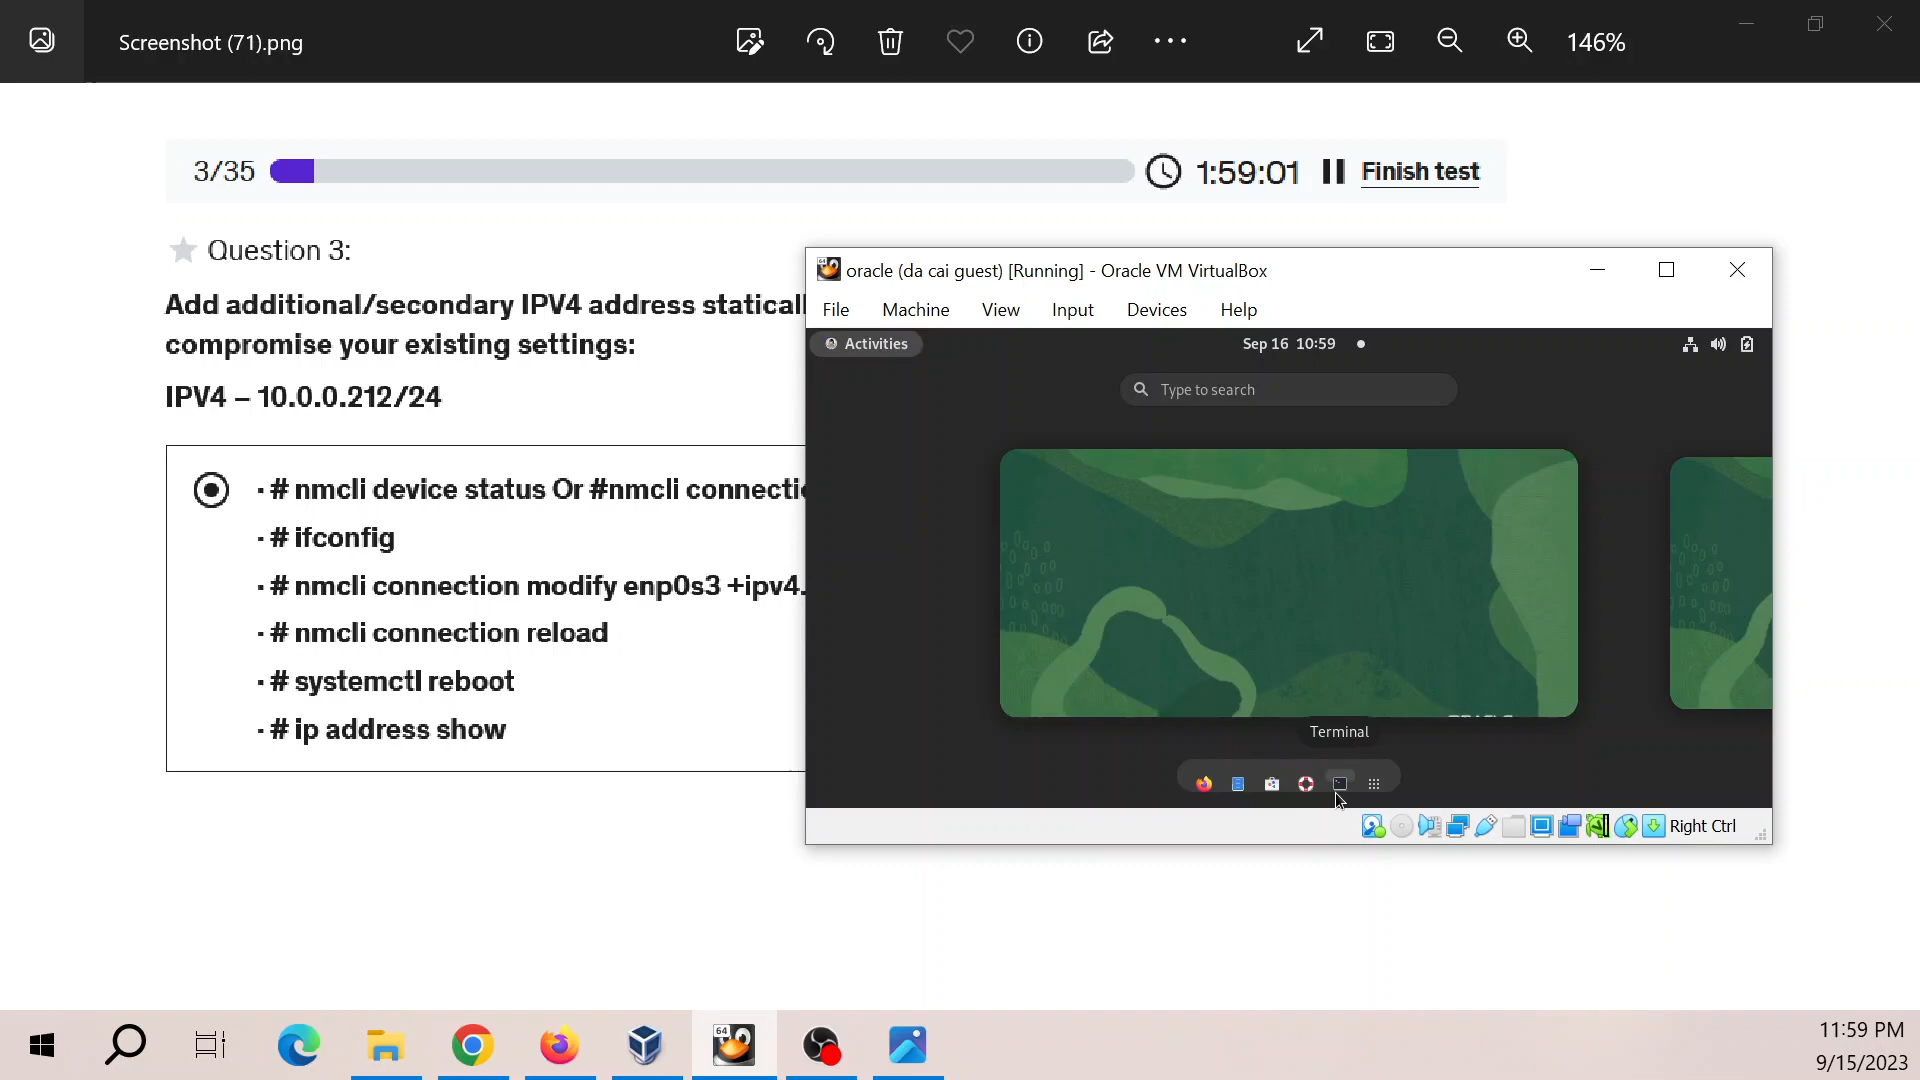 Screenshot (71).png
146%
3/35
1:59:01
Finish test
Question 3:
Add additional/secondary IPV4 address staticall
compromise your existing settings:
IPV4 – 10.0.0.212/24
· # nmcli device status Or #nmcli connectio
· # ifconfig
· # nmcli connection modify enp0s3 +ipv4.
· # nmcli connection reload
· # systemctl reboot
· # ip address show
64
oracle (da cai guest) [Running] - Oracle VM VirtualBox
File Machine View Input Devices Help
Activities
Sep 16 10:59
Type to search
Terminal
Right Ctrl
64
11:59 PM
9/15/2023